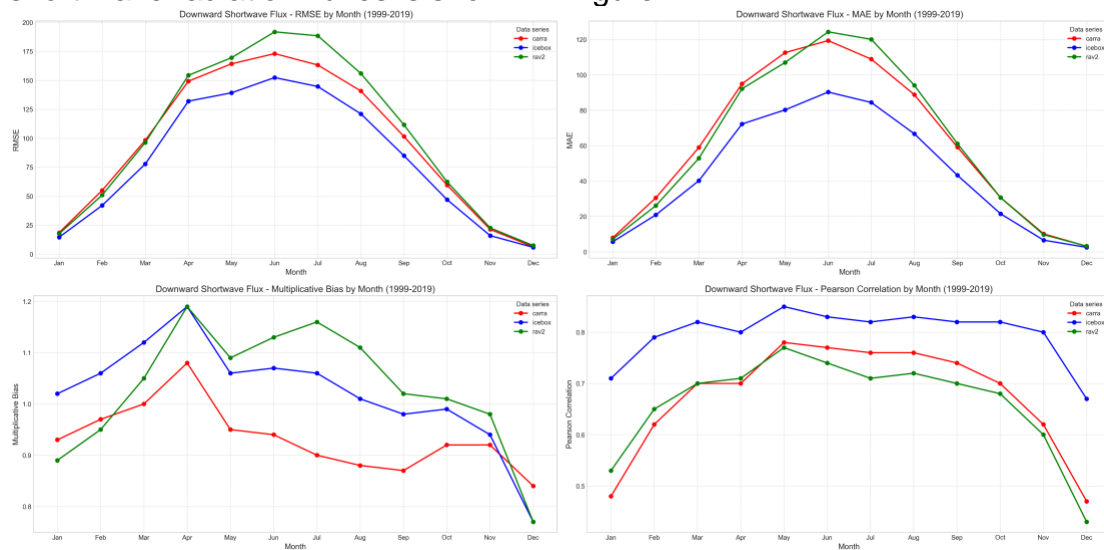 Downward Shortwave Flux - RMSE by Month (1999-2019)
200
175
150
125
100
75
50
25
0
RMSE
Jan Feb Mar Apr May Jun Jul Aug Sep Oct Nov Dec
Month
Data series
carra
icebox
rav2
Downward Shortwave Flux - MAE by Month (1999-2019)
120
100
80
60
40
20
0
MAE
Jan Feb Mar Apr May Jun Jul Aug Sep Oct Nov Dec
Month
Data series
carra
icebox
rav2
Downward Shortwave Flux - Multiplicative Bias by Month (1999-2019)
1.2
1.1
1.0
0.9
0.8
Multiplicative Bias
Jan Feb Mar Apr May Jun Jul Aug Sep Oct Nov Dec
Month
Data series
carra
icebox
rav2
Downward Shortwave Flux - Pearson Correlation by Month (1999-2019)
0.8
0.7
0.6
0.5
Pearson Correlation
Jan Feb Mar Apr May Jun Jul Aug Sep Oct Nov Dec
Month
Data series
carra
icebox
rav2